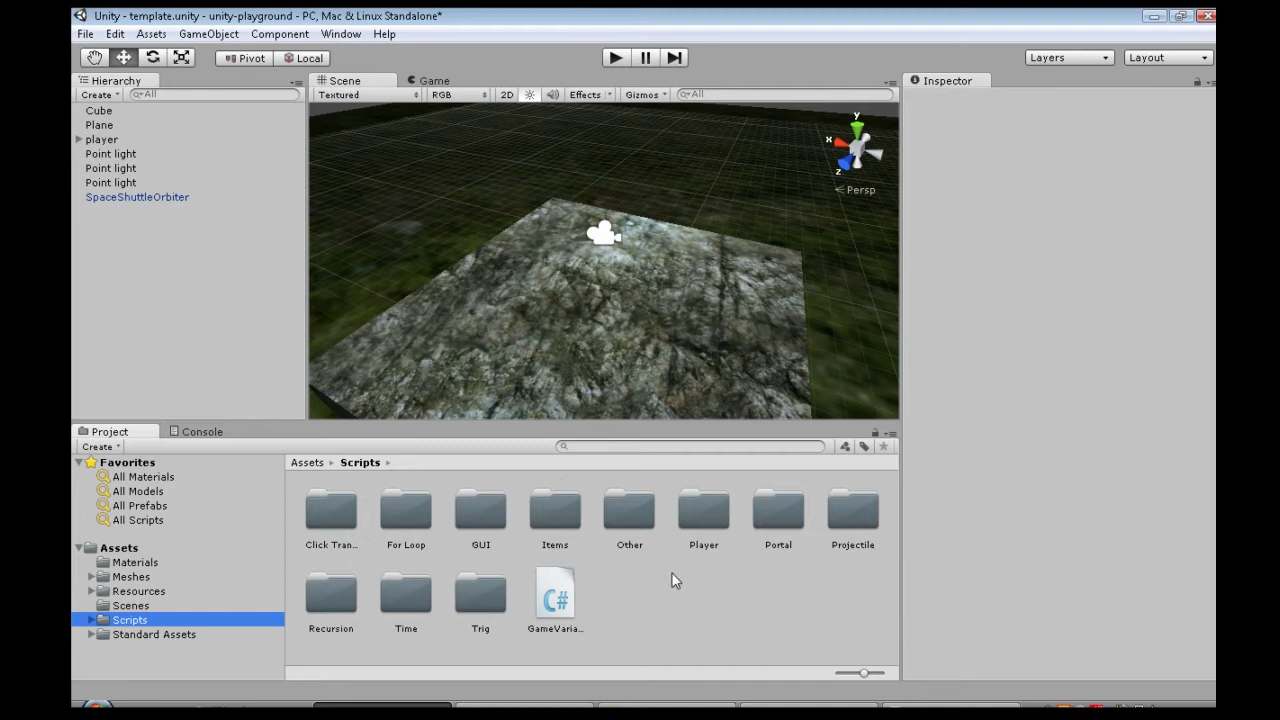 Unity - template.unity - unity-playground - PC, Mac & Linux Standalone*
File Edit Assets GameObject Component Window Help
Pivot Local Layers Layout
Hierarchy Scene Game Inspector
Create All Textured RGB 2D Effects Gizmos All
Cube
Plane
player
Point light
Point light
Point light
SpaceShuttleOrbiter
y
x
z
Persp
Project Console
Create
Favorites
All Materials
All Models
All Prefabs
All Scripts
Assets
Materials
Meshes
Resources
Scenes
Scripts
Standard Assets
Assets Scripts
Click Tran... For Loop GUI Items Other Player Portal Projectile
C#
Recursion Time Trig GameVaria...